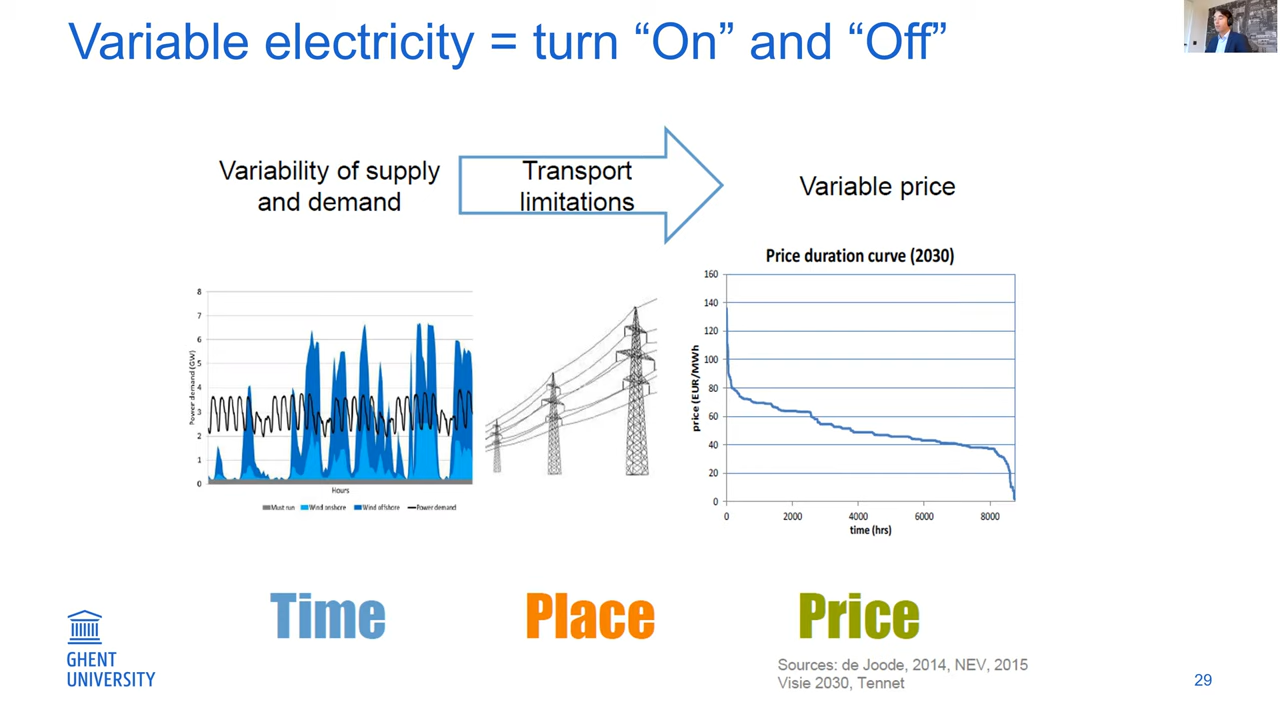 Variable electricity = turn “On” and “Off”
Variability of supply
and demand
Transport
limitations
Variable price
8
7
6
5
4
3
2
1
0
Power demand (GW)
Hours
Must run
Wind onshore
Wind offshore
Power demand
Price duration curve (2030)
160
140
120
100
80
60
40
20
0
price (EUR/MWh
0
2000
4000
6000
8000
time (hrs)
Time
Place
Price
GHENT
UNIVERSITY
Sources: de Joode, 2014, NEV, 2015
Visie 2030, Tennet
29